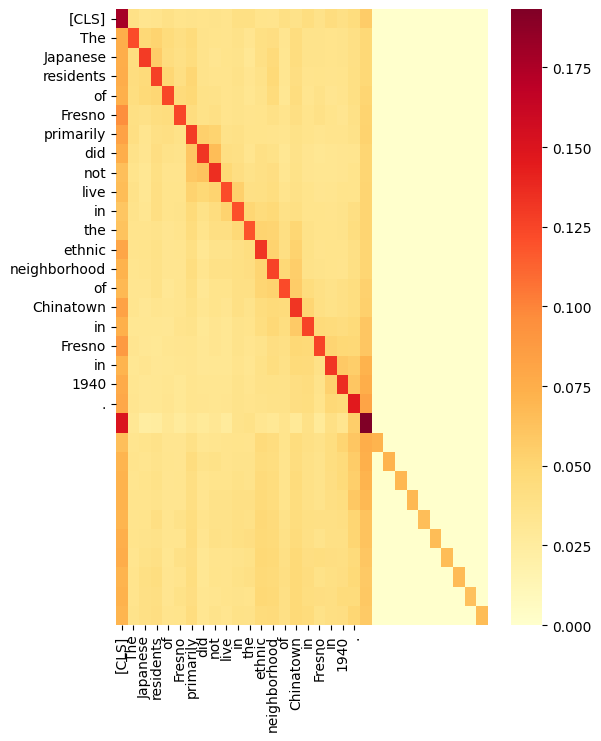 [CLS]
The
Japanese
residents
of
Fresno
primarily
did
not
live
in
the
ethnic
neighborhood
of
Chinatown
in
Fresno
in
1940
.
[CLS]
The
Japanese
residents
of
Fresno
primarily
did
not
live
in
the
ethnic
neighborhood
of
Chinatown
in
Fresno
in
1940
.
0.175
0.150
0.125
0.100
0.075
0.050
0.025
0.000